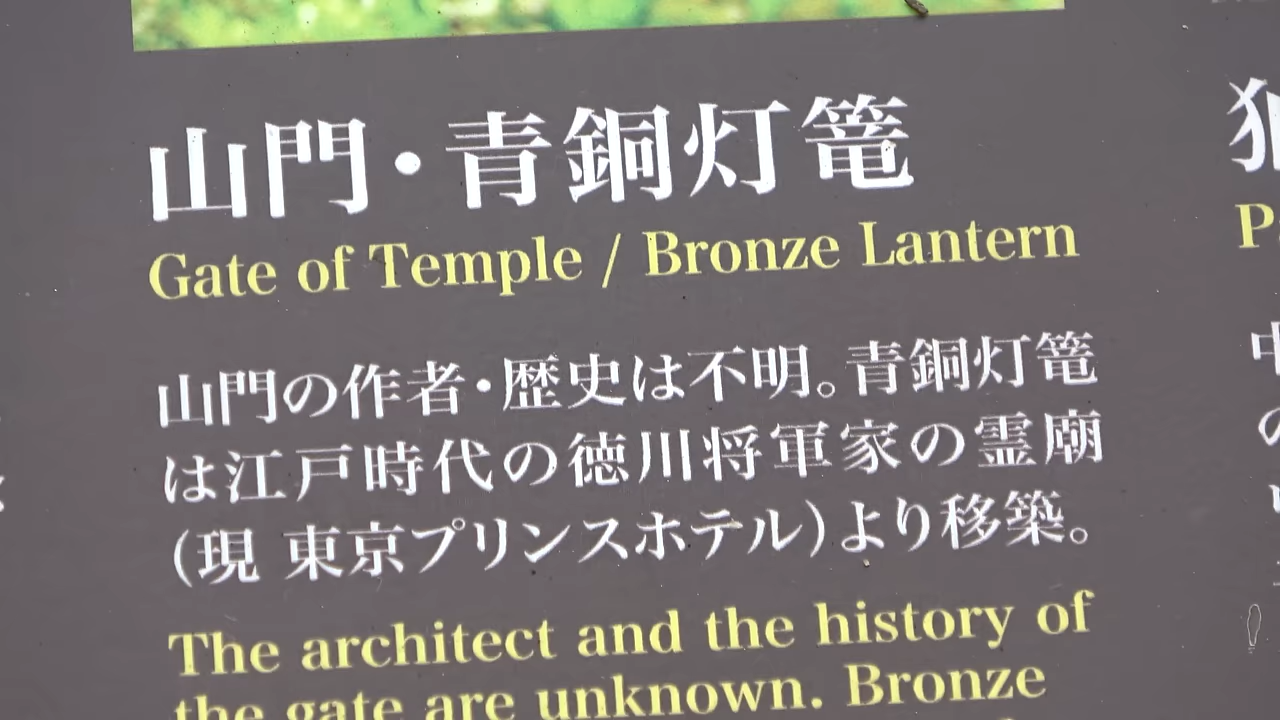 山門・青銅灯篭
Gate of Temple / Bronze Lantern
山門の作者・歴史は不明。青銅灯篭
は江戸時代の徳川将軍家の霊廟
（現 東京プリンスホテル）より移築。
The architect and the history of
the gate are unknown. Bronze